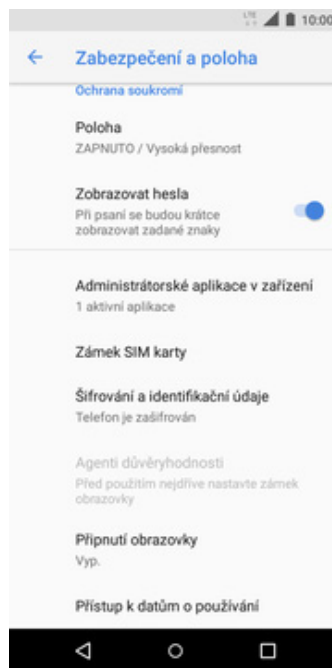 LTE 10:00
Zabezpečení a poloha
Ochrana soukromí
Poloha
ZAPNUTO / Vysoká přesnost
Zobrazovat hesla
Při psaní se budou krátce
zobrazovat zadané znaky
Administrátorské aplikace v zařízení
1 aktivní aplikace
Zámek SIM karty
Šifrování a identifikační údaje
Telefon je zašifrován
Agenti důvěryhodnosti
Před použitím nejdříve nastavte zámek
obrazovky
Připnutí obrazovky
Vyp.
Přístup k datům o používání